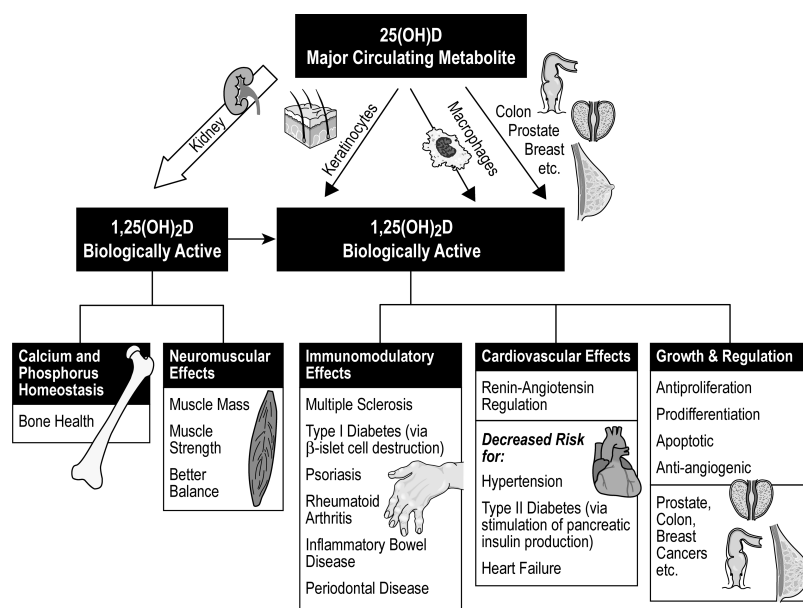 25(OH)D
Major Circulating Metabolite
Kidney
Keratinocytes
Macrophages
Colon
Prostate
Breast
etc.
1,25(OH)₂D
Biologically Active
1,25(OH)₂D
Biologically Active
Calcium and
Phosphorus
Homeostasis
Bone Health
Neuromuscular
Effects
Muscle Mass
Muscle
Strength
Better
Balance
Immunomodulatory
Effects
Multiple Sclerosis
Type I Diabetes (via
β-islet cell destruction)
Psoriasis
Rheumatoid
Arthritis
Inflammatory Bowel
Disease
Periodontal Disease
Cardiovascular Effects
Renin-Angiotensin
Regulation
Decreased Risk
for:
Hypertension
Type II Diabetes (via
stimulation of pancreatic
insulin production)
Heart Failure
Growth & Regulation
Antiproliferation
Prodifferentiation
Apoptotic
Anti-angiogenic
Prostate,
Colon,
Breast
Cancers
etc.